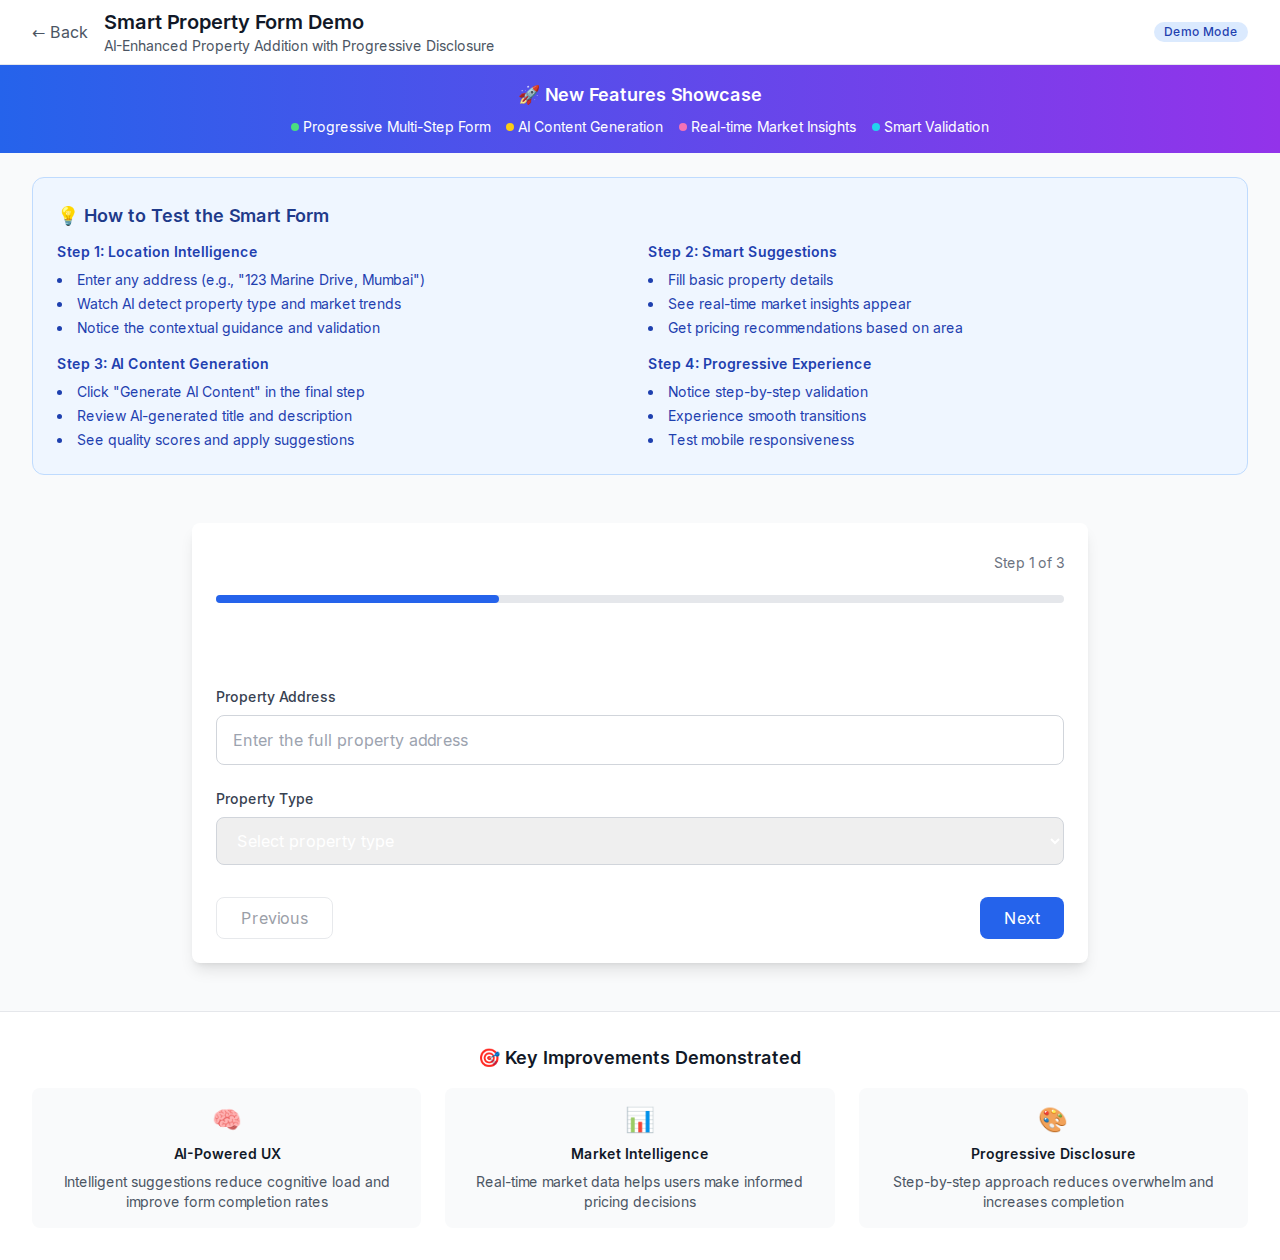 ← Back
Smart Property Form Demo
AI-Enhanced Property Addition with Progressive Disclosure
Demo Mode
🚀 New Features Showcase
Progressive Multi-Step Form
AI Content Generation
Real-time Market Insights
Smart Validation
💡 How to Test the Smart Form
Step 1: Location Intelligence
• Enter any address (e.g., "123 Marine Drive, Mumbai")
• Watch AI detect property type and market trends
• Notice the contextual guidance and validation
Step 2: Smart Suggestions
• Fill basic property details
• See real-time market insights appear
• Get pricing recommendations based on area
Step 3: AI Content Generation
• Click "Generate AI Content" in the final step
• Review AI-generated title and description
• See quality scores and apply suggestions
Step 4: Progressive Experience
• Notice step-by-step validation
• Experience smooth transitions
• Test mobile responsiveness
Step 1 of 3
Property Address
Enter the full property address
Property Type
Select property type
Previous
Next
🎯 Key Improvements Demonstrated
🧠
AI-Powered UX
Intelligent suggestions reduce cognitive load and
improve form completion rates
📊
Market Intelligence
Real-time market data helps users make informed
pricing decisions
🎨
Progressive Disclosure
Step-by-step approach reduces overwhelm and
increases completion